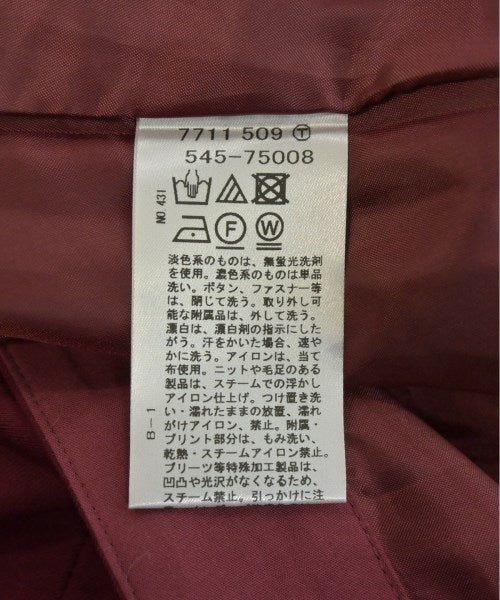 7711 509 Ⓣ
545-75008
NO.431
F W
淡色系のものは、無蛍光洗剤
を使用。濃色系のものは単品
洗い。ボタン、ファスナー等
は、閉じて洗う。取り外し可
能な附属品は、外して洗う。
漂白は、漂白剤の指示にした
がう。汗をかいた場合、速や
かに洗う。アイロンは、当て
布使用。ニットや毛足のある
製品は、スチームでの浮かし
アイロン仕上げ。つけ置き洗
い・濡れたままの放置、濡れ
がけアイロン、禁止。附属・
プリント部分は、もみ洗い、
乾熱・スチームアイロン禁止。
プリーツ等特殊加工製品は、
凹凸や光沢がなくなるため、
スチーム禁止。引っかけに注
B-1